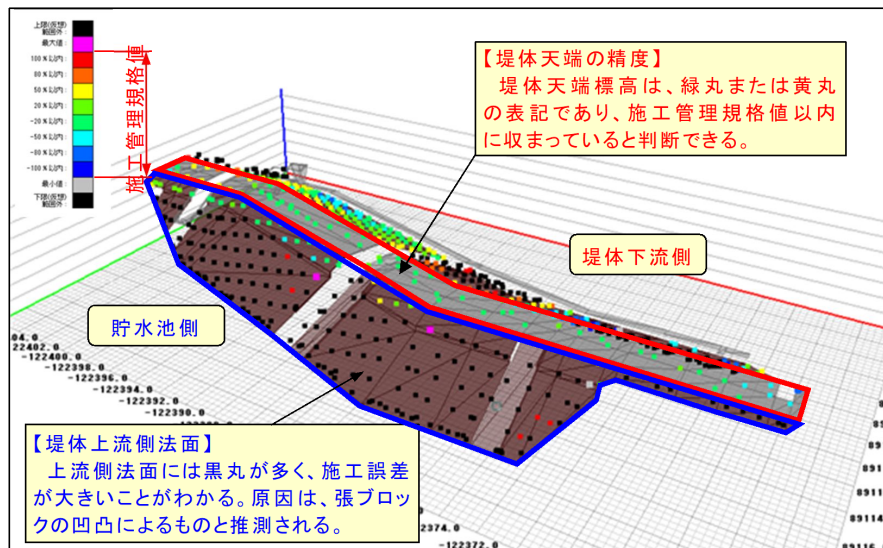 上限(仮想)
範囲外:
最大値:
100 %以内:
80 %以内:
50 %以内:
20 %以内:
-20 %以内:
-50 %以内:
-80 %以内:
-100 %以内:
最小値:
下限(仮想)
範囲外:
施工管理規格値
【堤体天端の精度】
堤体天端標高は、緑丸または黄丸
の表記であり、施工管理規格値以内
に収まっていると判断できる。
堤体下流側
貯水池側
【堤体上流側法面】
上流側法面には黒丸が多く、施工誤差
が大きいことがわかる。原因は、張ブロッ
クの凹凸によるものと推測される。
-122400.0
-122398.0
-122396.0
-122394.0
-122392.0
-122390.0
-122372.0
89114
89116.0